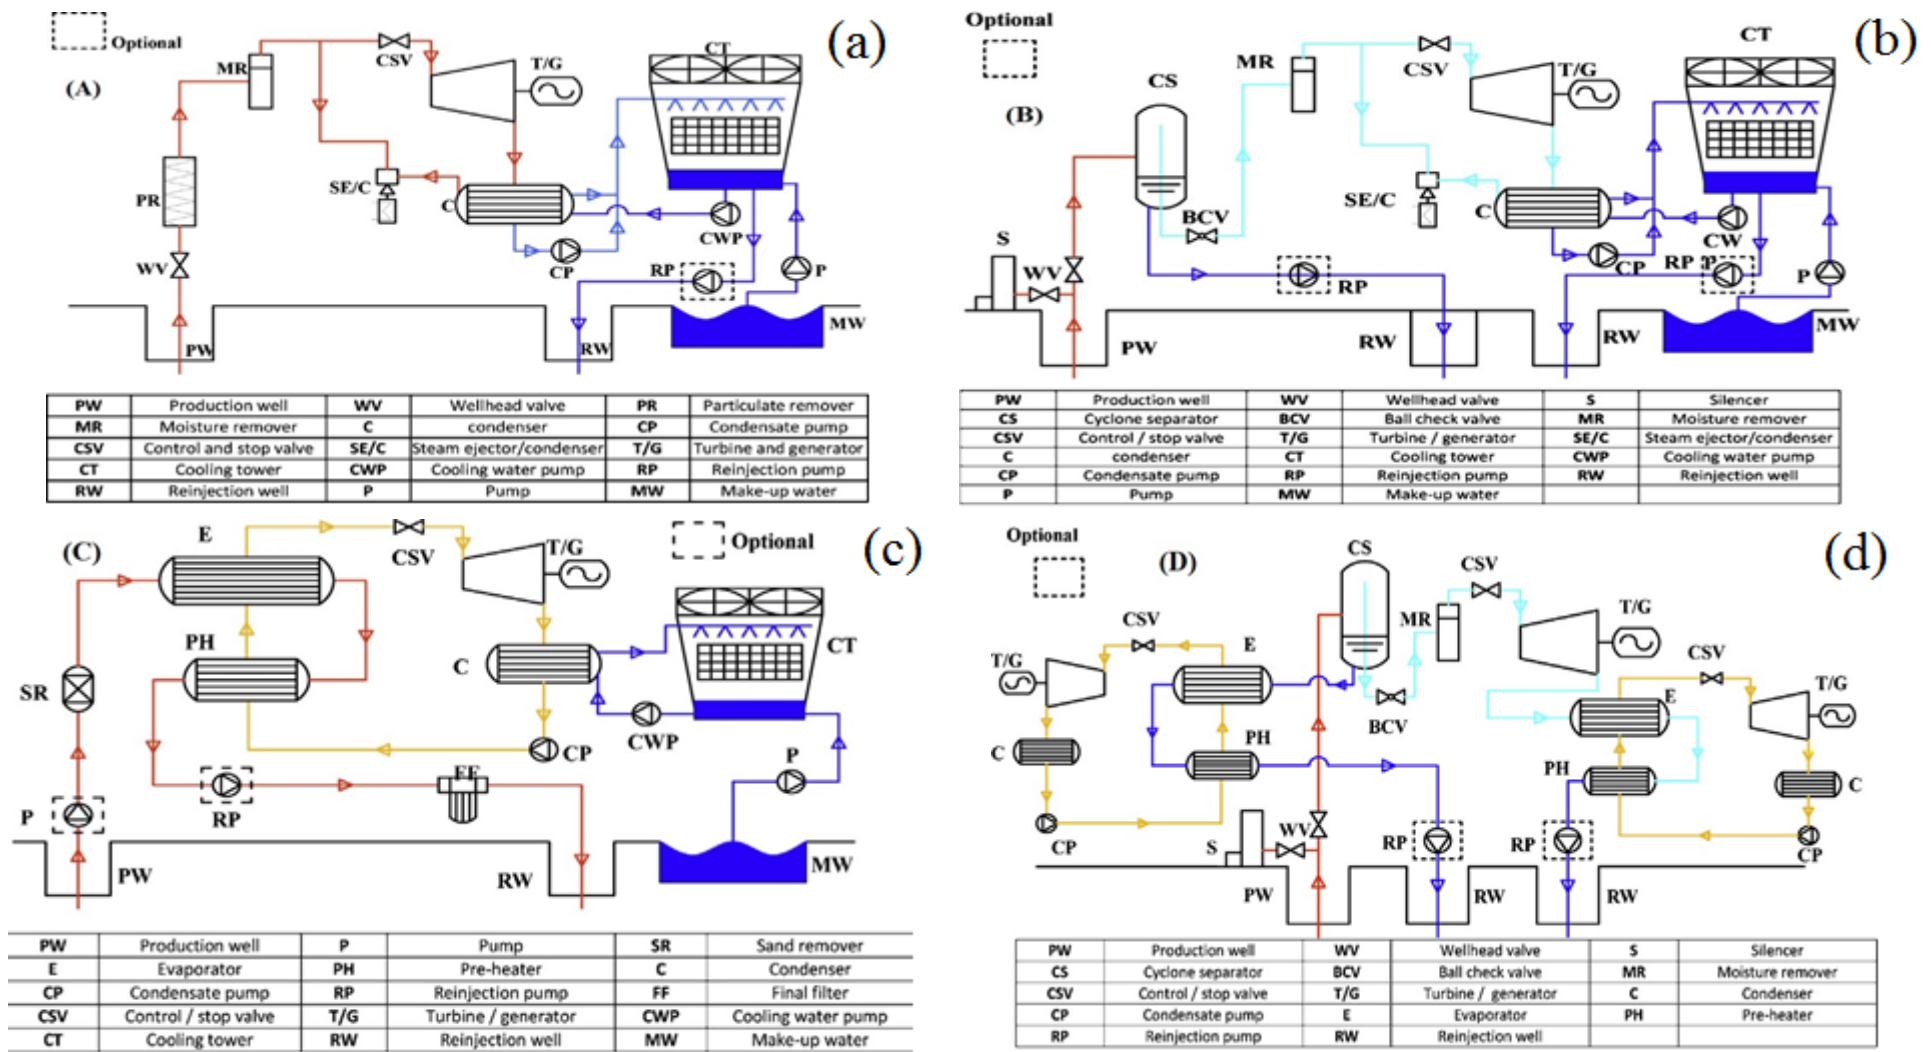 Optional
(a)
(A)
MR
CSV
T/G
CT
PR
SE/C
C
WV
CP
CWP
RP
P
PW
RW
MW
PW Production well WV Wellhead valve PR Particulate remover
MR Moisture remover C condenser CP Condensate pump
CSV Control and stop valve SE/C Steam ejector/condenser T/G Turbine and generator
CT Cooling tower CWP Cooling water pump RP Reinjection pump
RW Reinjection well P Pump MW Make-up water
Optional
(b)
(B)
CS
MR
CSV
T/G
CT
SE/C
C
BCV
S
WV
RP
CP
CW
RP P
P
PW
RW
RW
MW
PW Production well WV Wellhead valve S Silencer
CS Cyclone separator BCV Ball check valve MR Moisture remover
CSV Control / stop valve T/G Turbine / generator SE/C Steam ejector/condenser
C condenser CT Cooling tower CWP Cooling water pump
CP Condensate pump RP Reinjection pump RW Reinjection well
P Pump MW Make-up water
(C)
E
CSV
T/G
Optional
(c)
PH
C
CT
SR
CWP
CP
P
FF
P
RP
PW
RW
MW
PW Production well P Pump SR Sand remover
E Evaporator PH Pre-heater C Condenser
CP Condensate pump RP Reinjection pump FF Final filter
CSV Control / stop valve T/G Turbine / generator CWP Cooling water pump
CT Cooling tower RW Reinjection well MW Make-up water
Optional
(D)
CS
CSV
(d)
CSV
MR
T/G
T/G
E
CSV
T/G
BCV
E
C
PH
PH
C
CP
S
WV
RP
RP
CP
PW
RW
RW
PW Production well WV Wellhead valve S Silencer
CS Cyclone separator BCV Ball check valve MR Moisture remover
CSV Control / stop valve T/G Turbine / generator C Condenser
CP Condensate pump E Evaporator PH Pre-heater
RP Reinjection pump RW Reinjection well